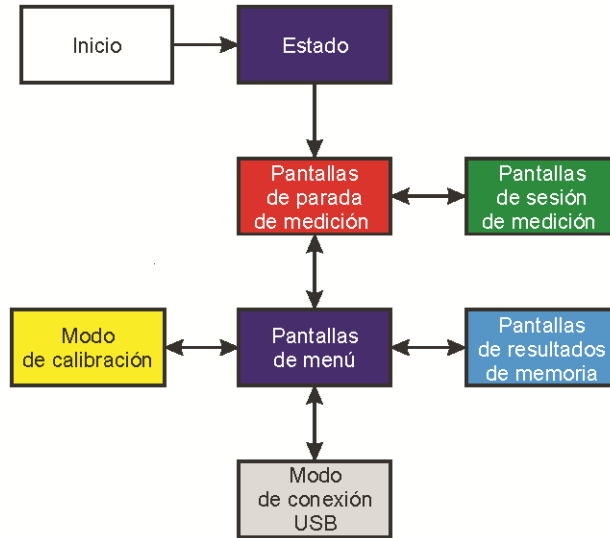 Inicio
Estado
Pantallas
de parada
de medición
Pantallas
de sesión
de medición
Modo
de calibración
Pantallas
de menú
Pantallas
de resultados
de memoria
Modo
de conexión
USB